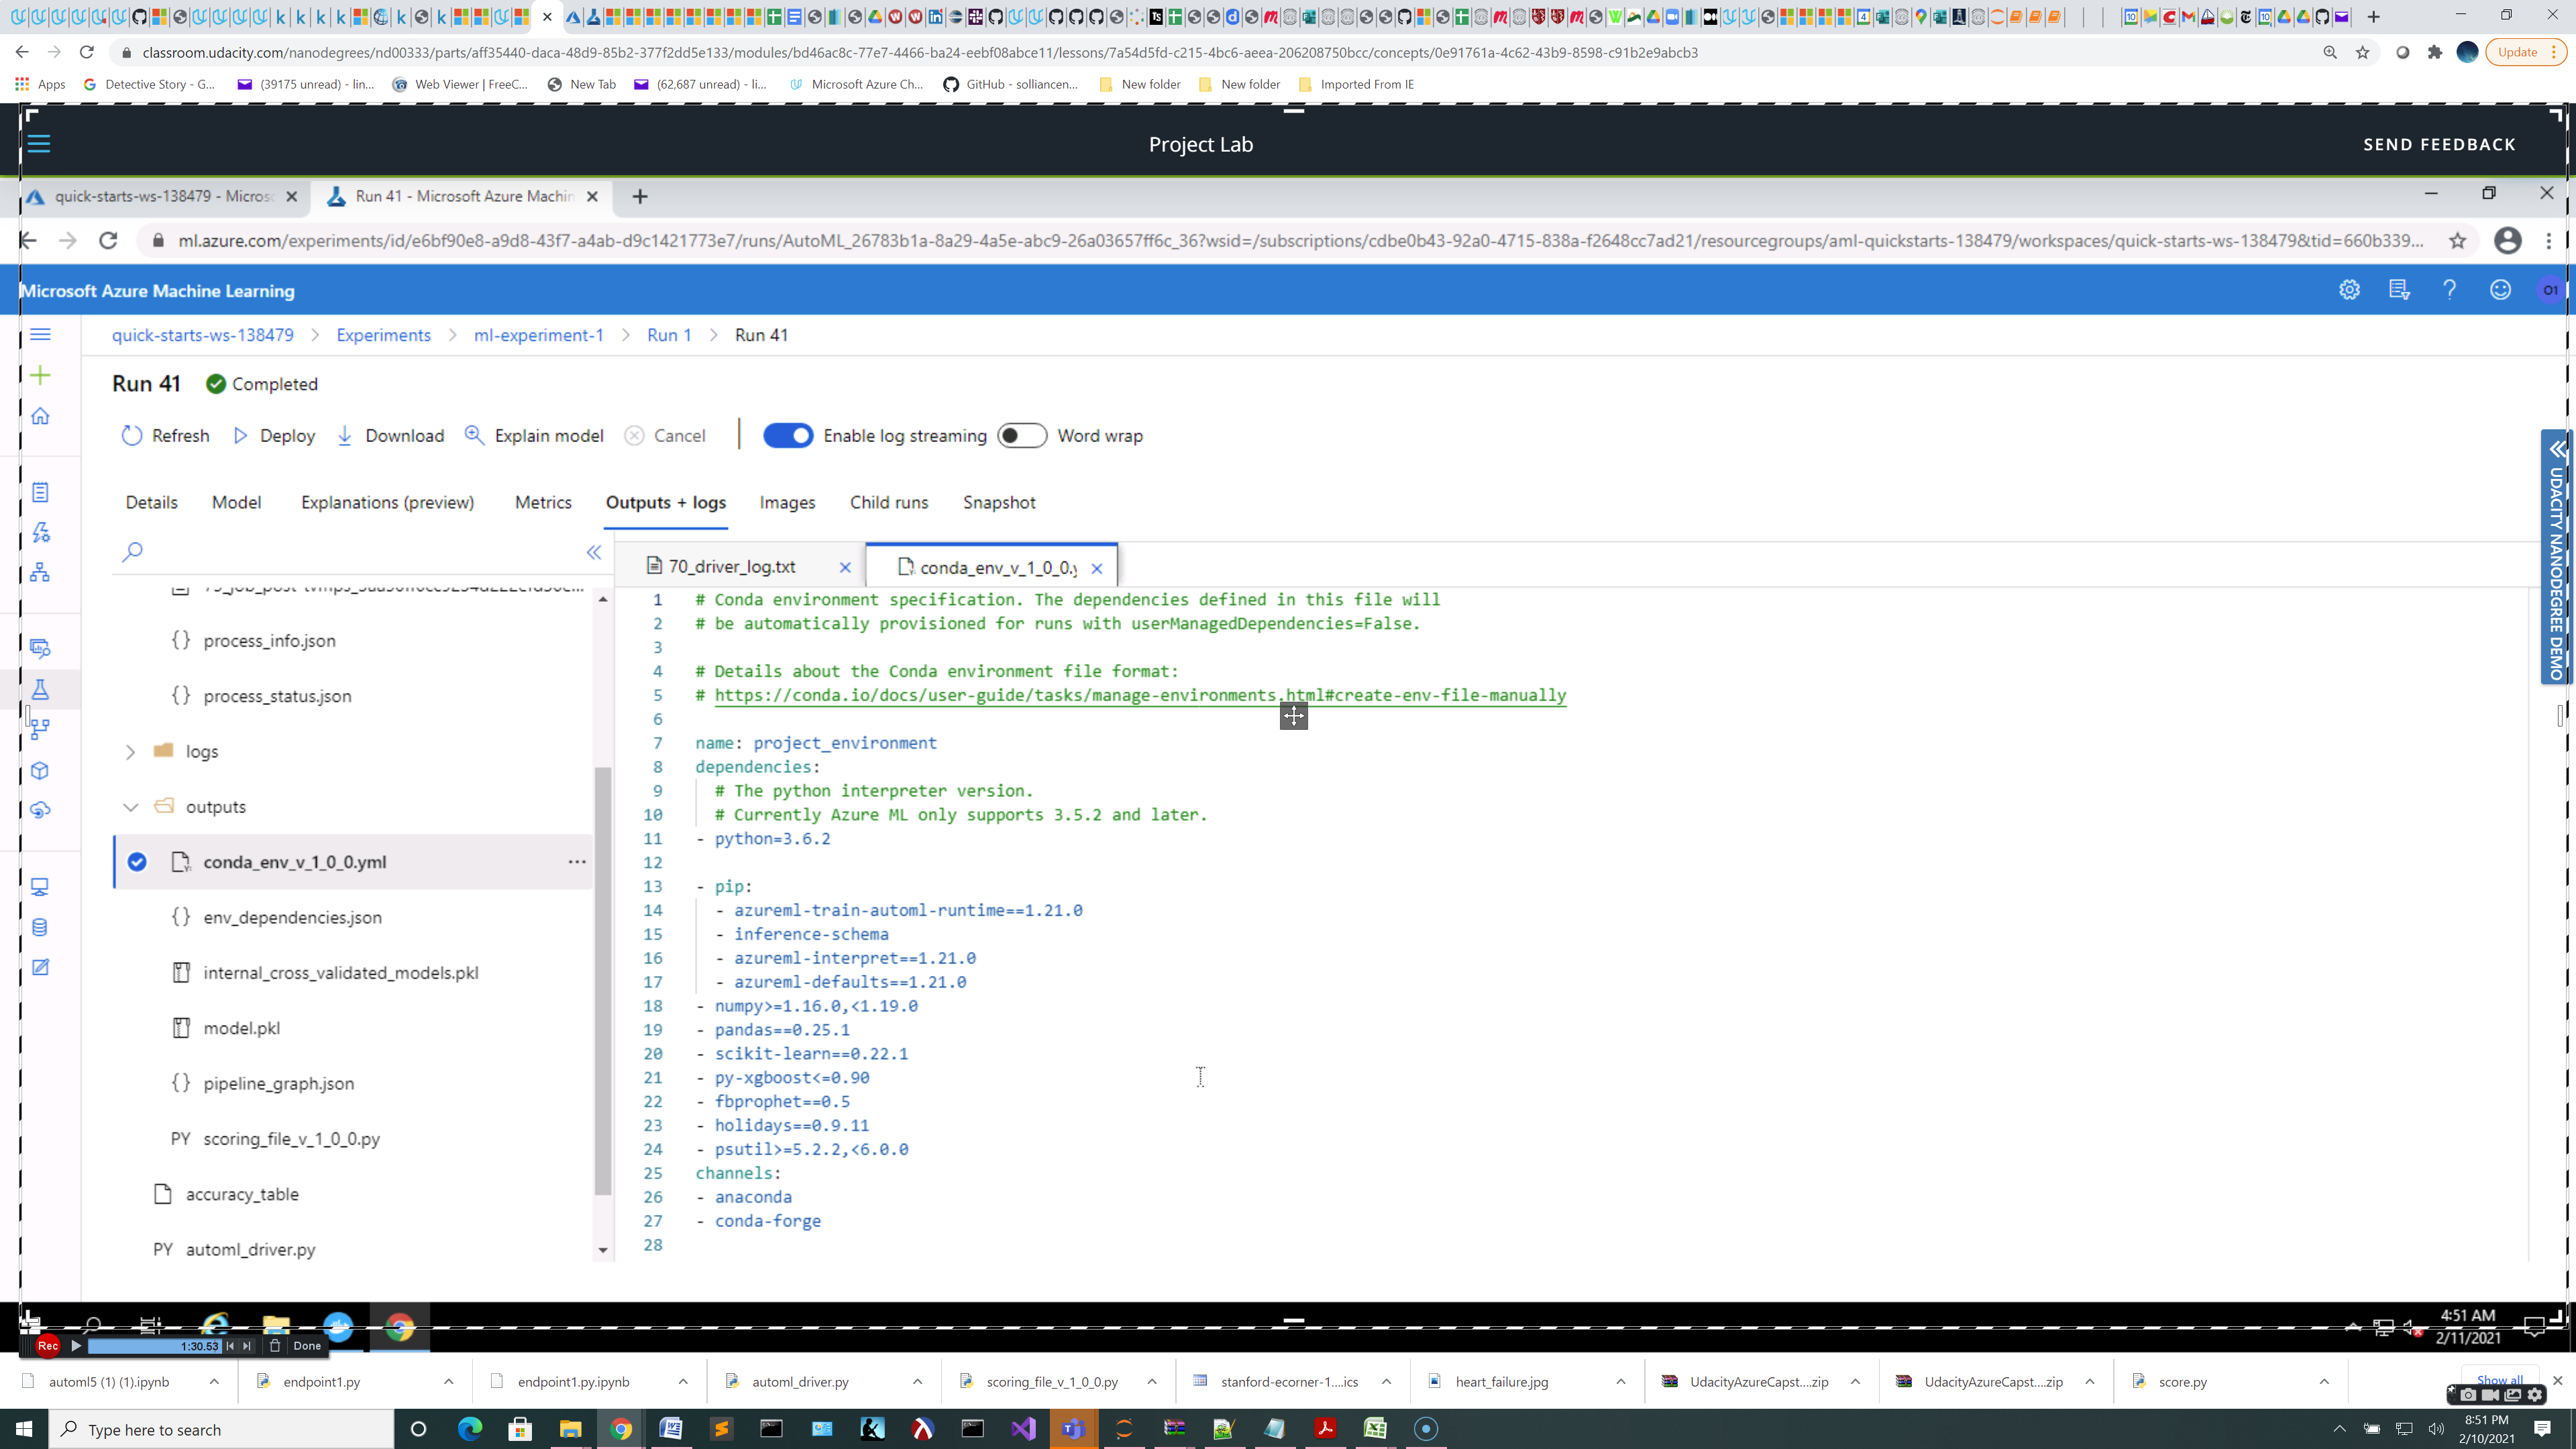 classroom.udacity.com/nanodegrees/nd00333/parts/aff35440-daca-48d9-85b2-377f2dd5e133/modules/bd46ac8c-77e7-4466-ba24-eebf08abce11/lessons/7a54d5fd-c215-4bc6-aeea-206208750bcc/concepts/0e91761a-4c62-43b9-8598-c91b2e9abcb3
Update
Apps
Detective Story - G...
(39175 unread) - lin...
Web Viewer | FreeC...
New Tab
(62,687 unread) - li...
Microsoft Azure Ch...
GitHub - solliancen...
New folder
New folder
Imported From IE
Project Lab
SEND FEEDBACK
quick-starts-ws-138479 - Micros
Run 41 - Microsoft Azure Machin
ml.azure.com/experiments/id/e6bf90e8-a9d8-43f7-a4ab-d9c1421773e7/runs/AutoML_26783b1a-8a29-4a5e-abc9-26a03657ff6c_36?wsid=/subscriptions/cdbe0b43-92a0-4715-838a-f2648cc7ad21/resourcegroups/aml-quickstarts-138479/workspaces/quick-starts-ws-138479&tid=660b339...
Microsoft Azure Machine Learning
O1
quick-starts-ws-138479 > Experiments > ml-experiment-1 > Run 1 > Run 41
Run 41 Completed
Refresh Deploy Download Explain model Cancel Enable log streaming Word wrap
Details Model Explanations (preview) Metrics Outputs + logs Images Child runs Snapshot
UDACITY NANODEGREE DEMO
70_driver_log.txt
conda_env_v_1_0_0.y
process_info.json
process_status.json
logs
outputs
conda_env_v_1_0_0.yml
env_dependencies.json
internal_cross_validated_models.pkl
model.pkl
pipeline_graph.json
PY scoring_file_v_1_0_0.py
accuracy_table
PY automl_driver.py
1 # Conda environment specification. The dependencies defined in this file will
2 # be automatically provisioned for runs with userManagedDependencies=False.
3
4 # Details about the Conda environment file format:
5 # https://conda.io/docs/user-guide/tasks/manage-environments.html#create-env-file-manually
6
7 name: project_environment
8 dependencies:
9 # The python interpreter version.
10 # Currently Azure ML only supports 3.5.2 and later.
11 - python=3.6.2
12
13 - pip:
14 - azureml-train-automl-runtime==1.21.0
15 - inference-schema
16 - azureml-interpret==1.21.0
17 - azureml-defaults==1.21.0
18 - numpy>=1.16.0,<1.19.0
19 - pandas==0.25.1
20 - scikit-learn==0.22.1
21 - py-xgboost<=0.90
22 - fbprophet==0.5
23 - holidays==0.9.11
24 - psutil>=5.2.2,<6.0.0
25 channels:
26 - anaconda
27 - conda-forge
28
4:51 AM
2/11/2021
Rec
1:30.53
Done
automl5 (1) (1).ipynb
endpoint1.py
endpoint1.py.ipynb
automl_driver.py
scoring_file_v_1_0_0.py
stanford-ecorner-1....ics
heart_failure.jpg
UdacityAzureCapst....zip
UdacityAzureCapst....zip
score.py
Show all
Type here to search
8:51 PM
2/10/2021